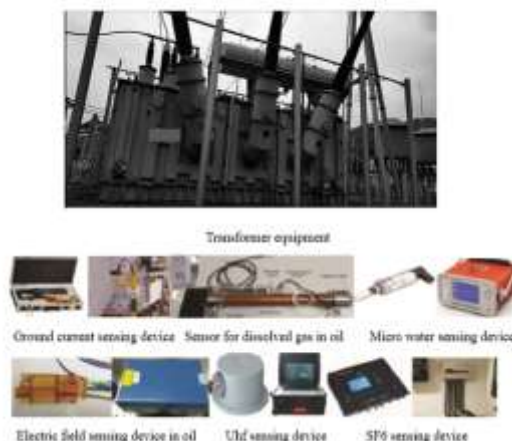 Transformer equipment
Ground current sensing device Sensor for dissolved gas in oil Micro water sensing device
Electric field sensing device in oil Uhf sensing device SF6 sensing device